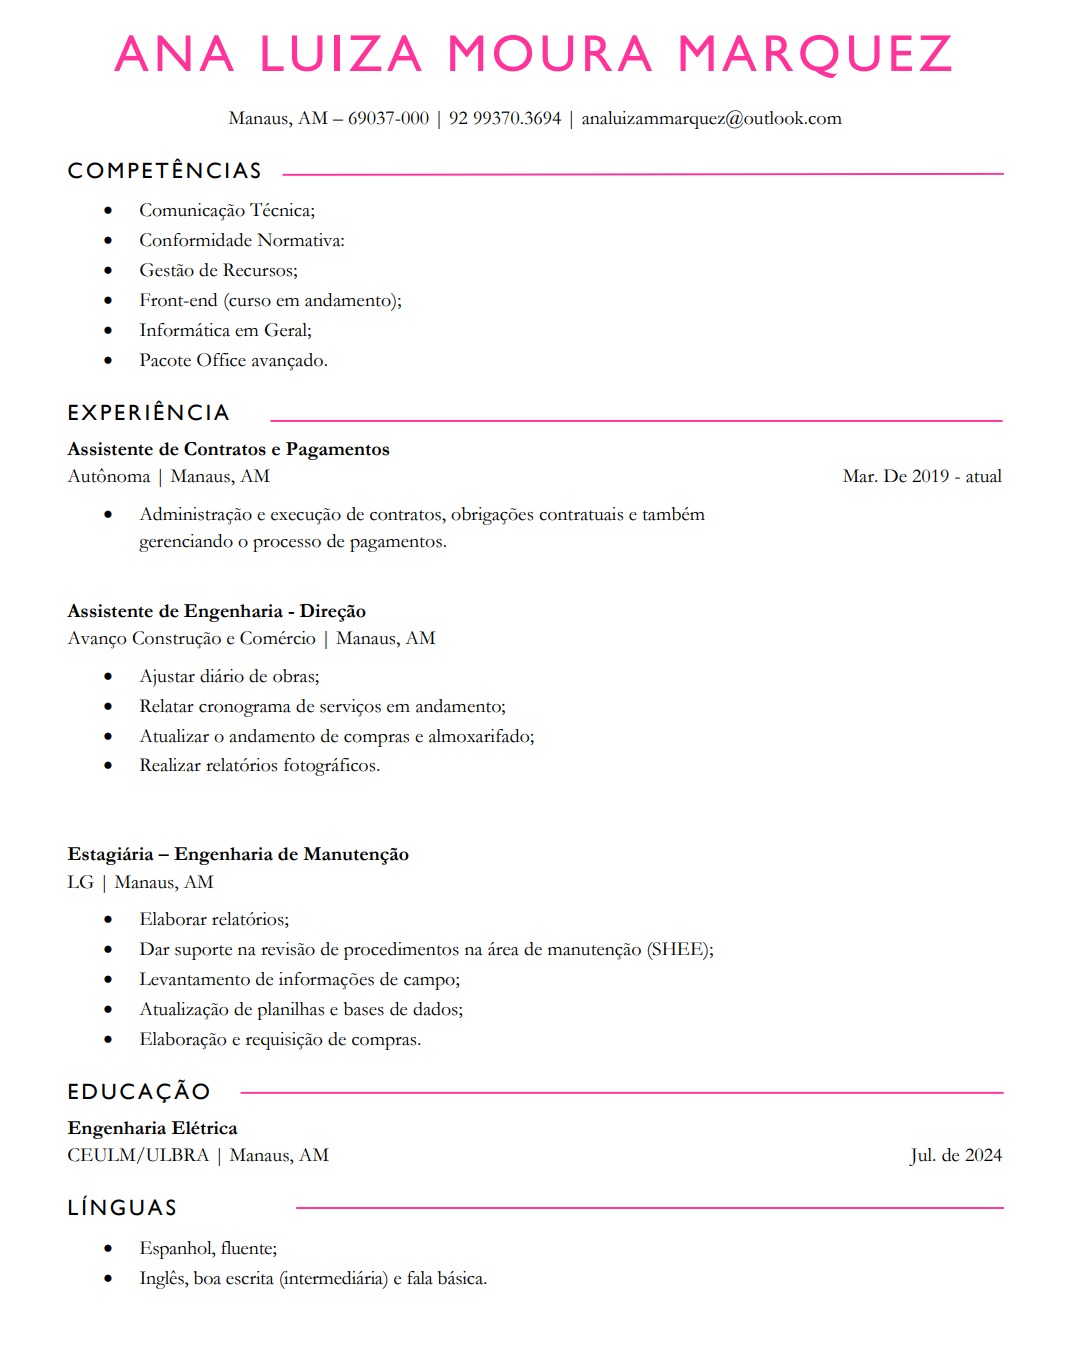 ANA LUIZA MOURA MARQUEZ
Manaus, AM – 69037-000 | 92 99370.3694 | analuizammarquez@outlook.com
COMPETÊNCIAS
• Comunicação Técnica;
• Conformidade Normativa:
• Gestão de Recursos;
• Front-end (curso em andamento);
• Informática em Geral;
• Pacote Office avançado.
EXPERIÊNCIA
Assistente de Contratos e Pagamentos
Autônoma | Manaus, AM Mar. De 2019 - atual
• Administração e execução de contratos, obrigações contratuais e também
gerenciando o processo de pagamentos.
Assistente de Engenharia - Direção
Avanço Construção e Comércio | Manaus, AM
• Ajustar diário de obras;
• Relatar cronograma de serviços em andamento;
• Atualizar o andamento de compras e almoxarifado;
• Realizar relatórios fotográficos.
Estagiária – Engenharia de Manutenção
LG | Manaus, AM
• Elaborar relatórios;
• Dar suporte na revisão de procedimentos na área de manutenção (SHEE);
• Levantamento de informações de campo;
• Atualização de planilhas e bases de dados;
• Elaboração e requisição de compras.
EDUCAÇÃO
Engenharia Elétrica
CEULM/ULBRA | Manaus, AM Jul. de 2024
LÍNGUAS
• Espanhol, fluente;
• Inglês, boa escrita (intermediária) e fala básica.